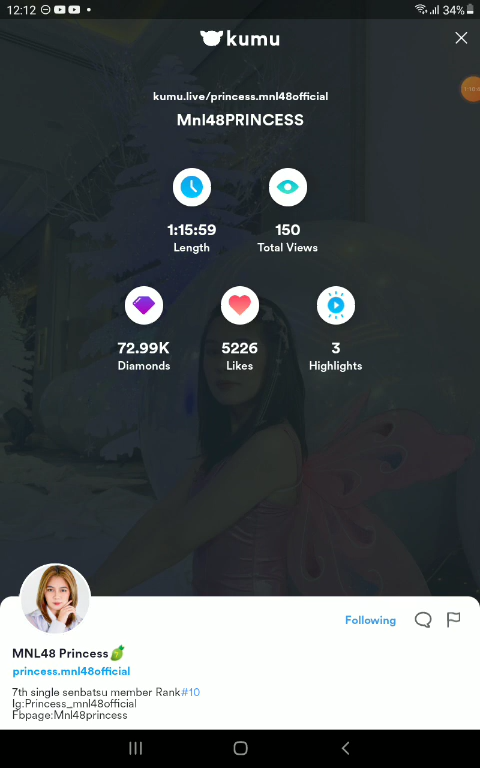 12:12
34%
kumu
kumu.live/princess.mnl48official
Mnl48PRINCESS
1:15:59
150
Length
Total Views
72.99K
5226
3
Diamonds
Likes
Highlights
Following
MNL48 Princess
princess.mnl48official
7th single senbatsu member Rank#10
Ig:Princess_mnl48official
Fbpage:Mnl48princess